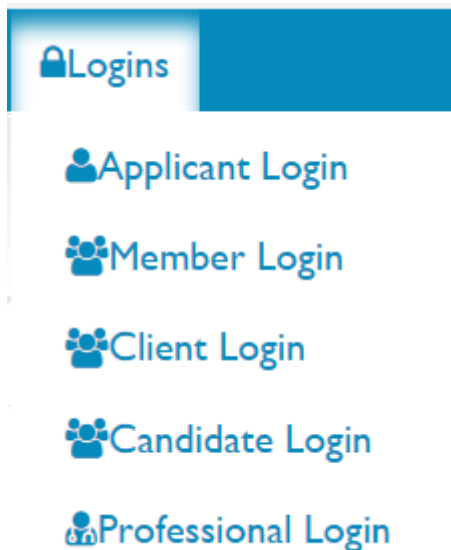 Logins
Applicant Login
Member Login
Client Login
Candidate Login
Professional Login